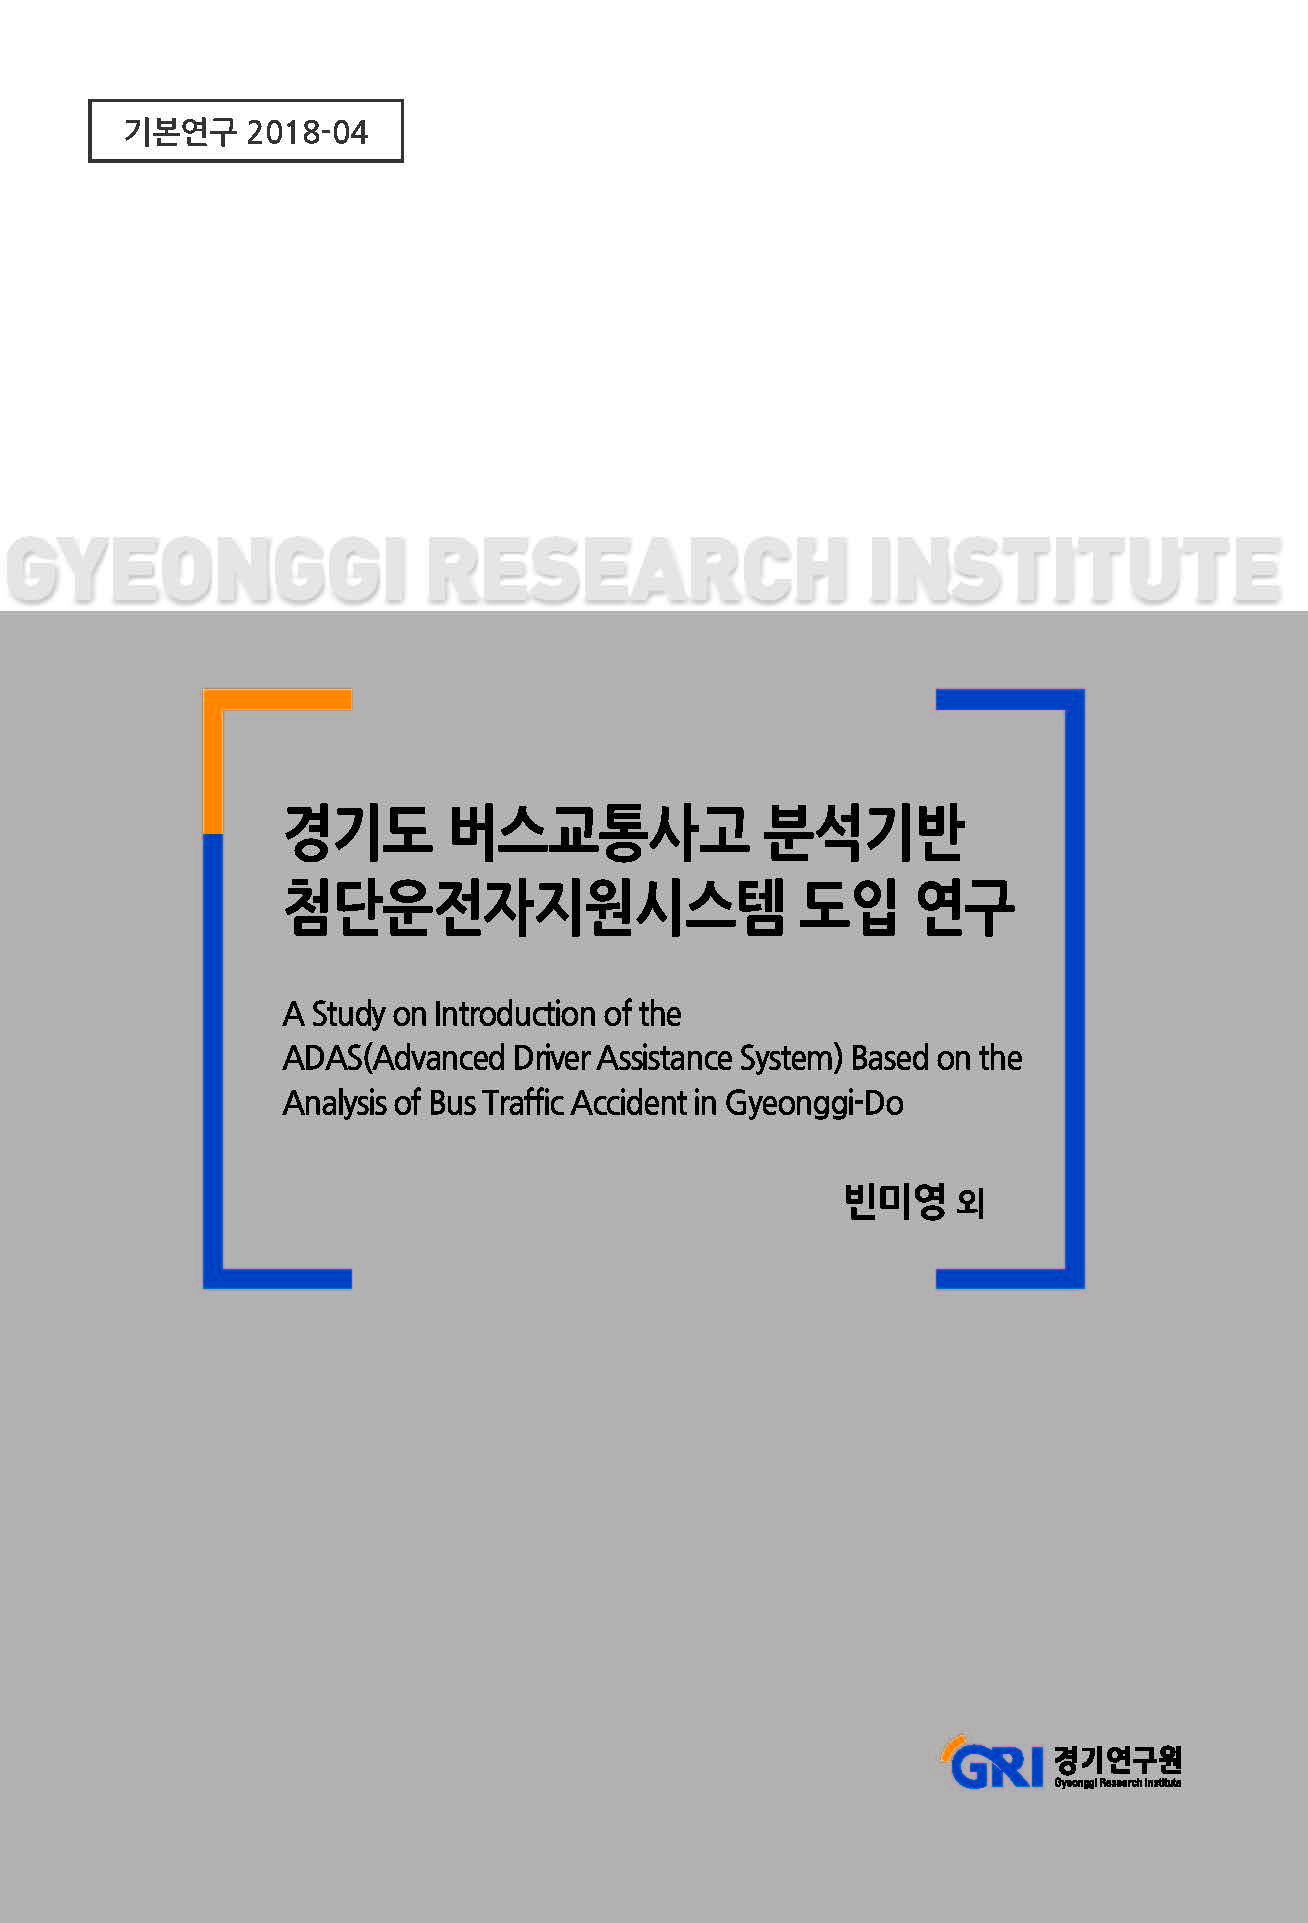 기본연구 2018-04
GYEONGGI RESEARCH INSTITUTE
경기도 버스교통사고 분석기반
첨단운전자지원시스템 도입 연구
A Study on Introduction of the
ADAS(Advanced Driver Assistance System) Based on the
Analysis of Bus Traffic Accident in Gyeonggi-Do
빈미영 외
GRI 경기연구원
Gyeonggi Research Institute